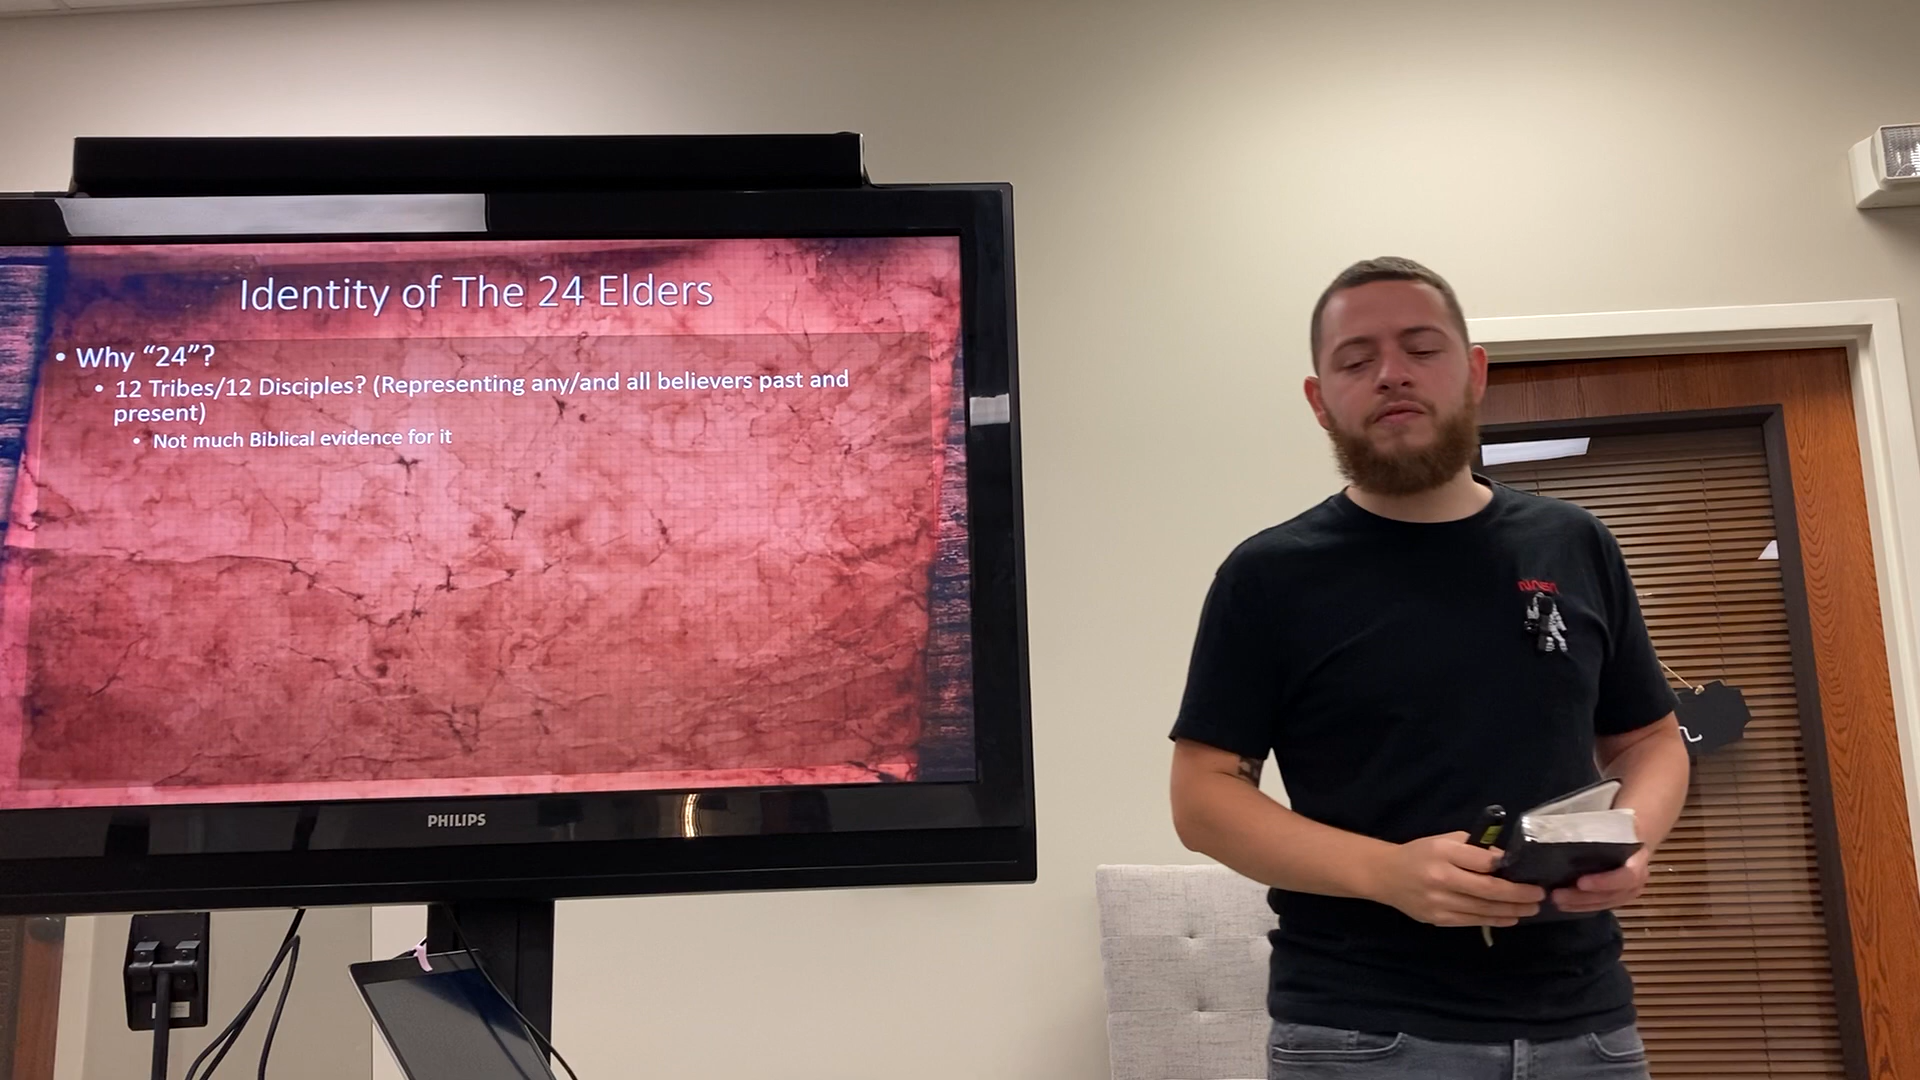 Identity of The 24 Elders
• Why “24”?
• 12 Tribes/12 Disciples? (Representing any/and all believers past and
present)
• Not much Biblical evidence for it
PHILIPS
NASA